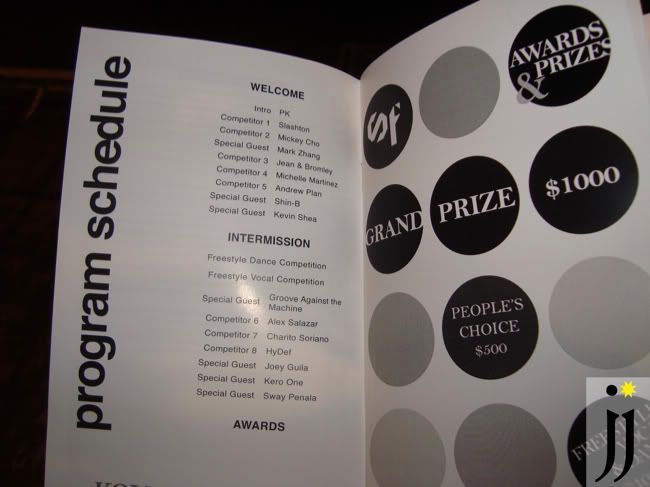 program schedule
WELCOME
Intro PK
Competitor 1 Slashton
Competitor 2 Mickey Cho
Special Guest Mark Zhang
Competitor 3 Jean & Bromley
Competitor 4 Michelle Martinez
Competitor 5 Andrew Plan
Special Guest Shin-B
Special Guest Kevin Shea
INTERMISSION
Freestyle Dance Competition
Freestyle Vocal Competition
Special Guest Groove Against the
Machine
Competitor 6 Alex Salazar
Competitor 7 Charito Soriano
Competitor 8 HyDef
Special Guest Joey Guila
Special Guest Kero One
Special Guest Sway Penala
AWARDS
AWARDS
& PRIZES
sf
GRAND
PRIZE
$1000
PEOPLE'S
CHOICE
$500
jj